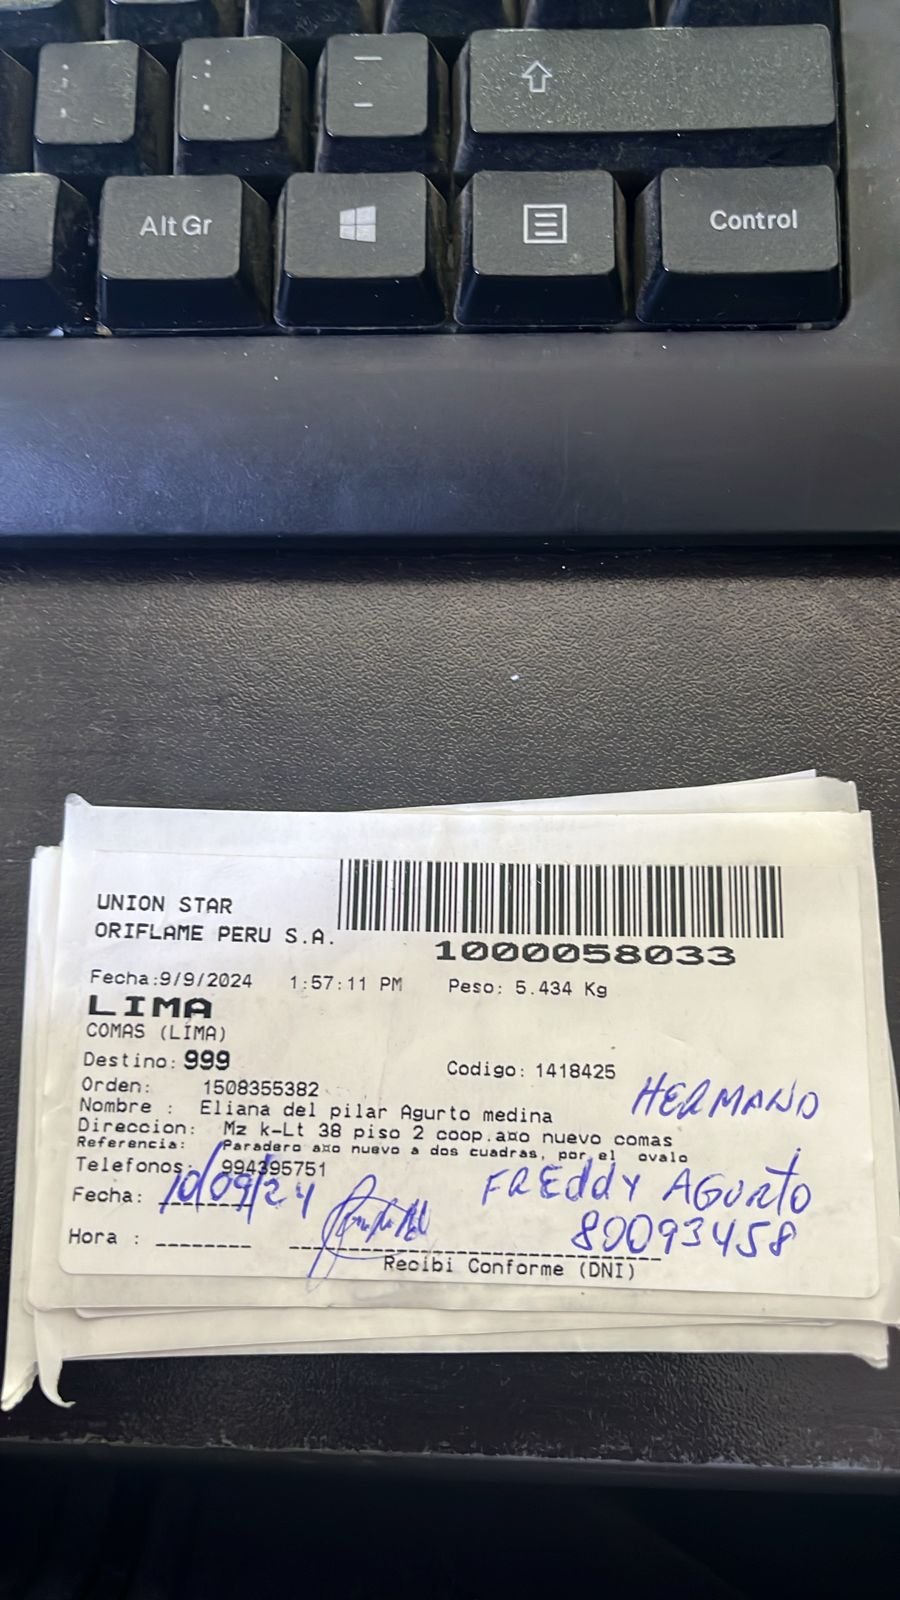 Alt Gr
Control
UNION STAR
ORIFLAME PERU S.A.
1000058033
Fecha:9/9/2024 1:57:11 PM Peso: 5.434 Kg
LIMA
COMAS (LIMA)
Destino: 999
Codigo: 1418425
Orden: 1508355382
HERMANO
Nombre : Eliana del pilar Agurto medina
Direccion: Mz k-Lt 38 piso 2 coop.axo nuevo comas
Referencia: Paradero axo nuevo a dos cuadras, por el ovalo
Telefonos: 994395751
Fecha: 10/09/24
FREddy AGURTO
80093458
Hora :
Recibi Conforme (DNI)